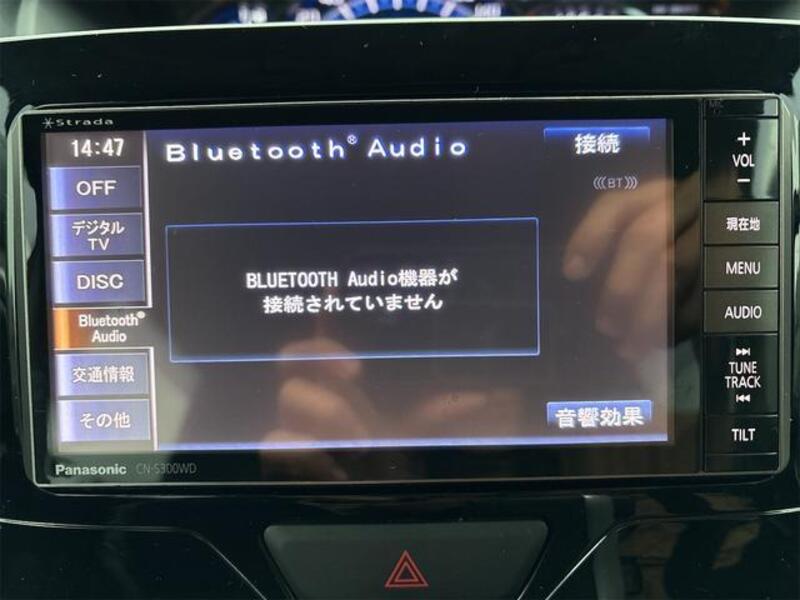 Strada
14:47
Bluetooth® Audio
接続
BT
OFF
デジタル
TV
DISC
Bluetooth®
Audio
交通情報
その他
BLUETOOTH Audio機器が
接続されていません
音響効果
Panasonic CN-S300WD
MIC
+
VOL
−
現在地
MENU
AUDIO
TUNE
TRACK
TILT